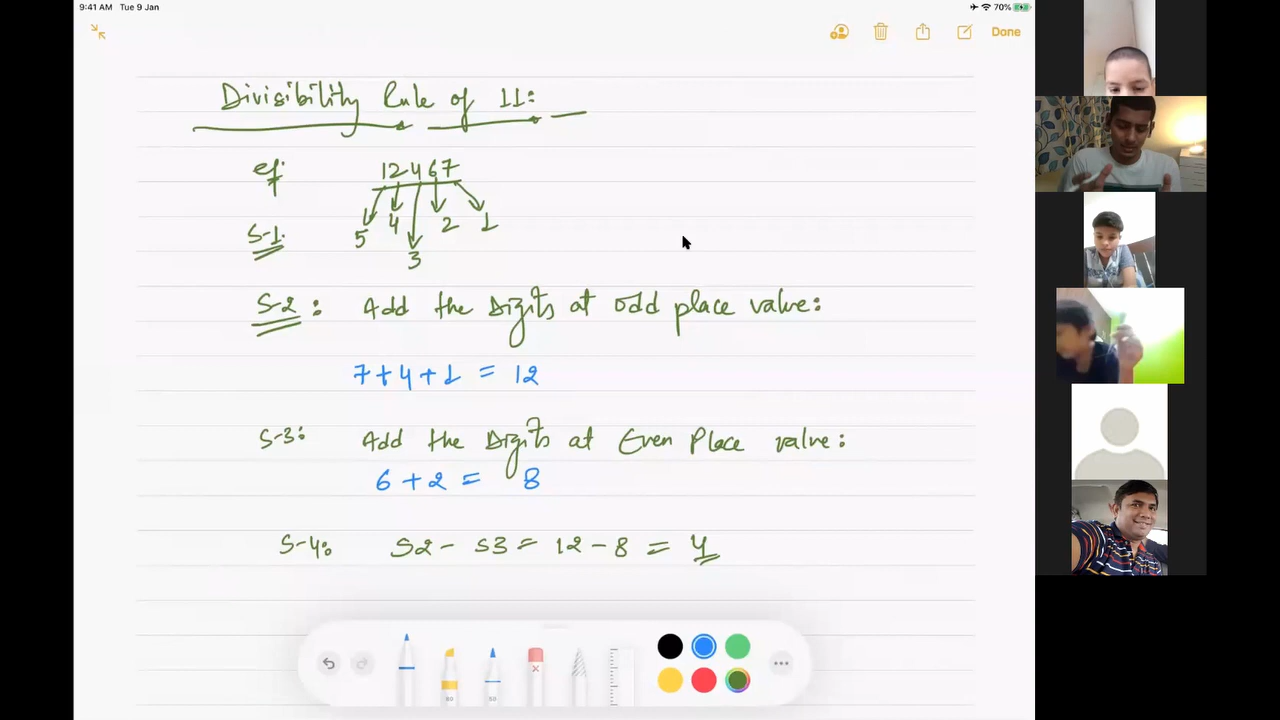 9:41 AM Tue 9 Jan
70%
Done
Divisibility Rule of 11:
eg: 12467
5 4 3 2 1
S-1:
S-2: Add the Digits at odd place value:
7+4+1 = 12
S-3: Add the Digits at Even Place value:
6+2 = 8
S-4: S2 - S3 = 12 - 8 = 4
80
50